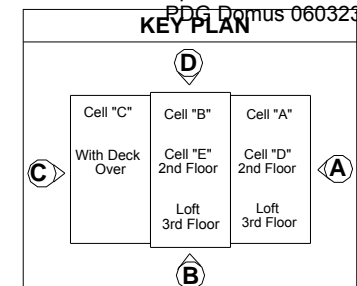 PDG Domus 060323
KEY PLAN
D
Cell "C"
With Deck
Over
Cell "B"
Cell "E"
2nd Floor
Loft
3rd Floor
Cell "A"
Cell "D"
2nd Floor
Loft
3rd Floor
C
A
B